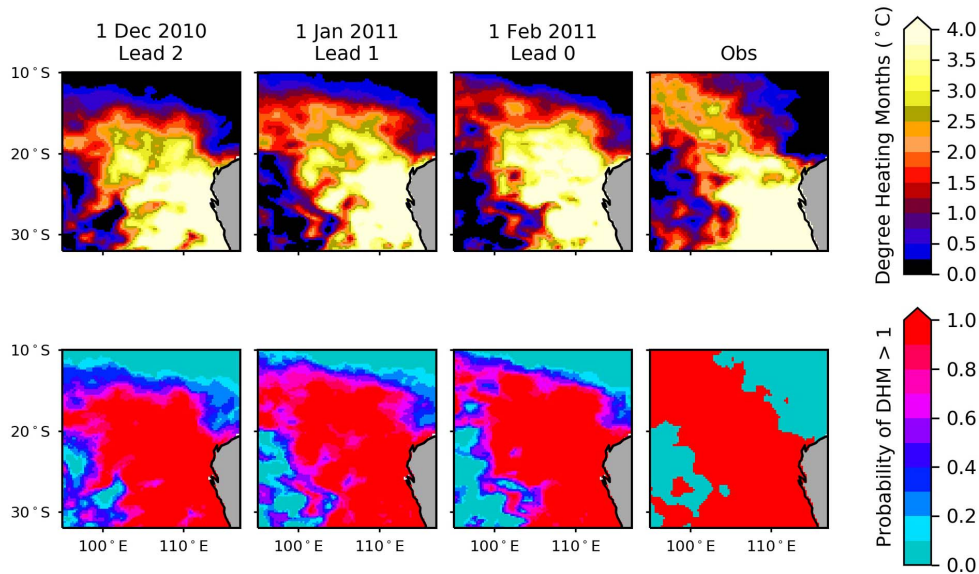 1 Dec 2010
Lead 2
1 Jan 2011
Lead 1
1 Feb 2011
Lead 0
Obs
10°S
20°S
30°S
Degree Heating Months (°C)
4.0
3.5
3.0
2.5
2.0
1.5
1.0
0.5
0.0
10°S
20°S
30°S
100°E
110°E
100°E
110°E
100°E
110°E
100°E
110°E
Probability of DHM > 1
1.0
0.8
0.6
0.4
0.2
0.0